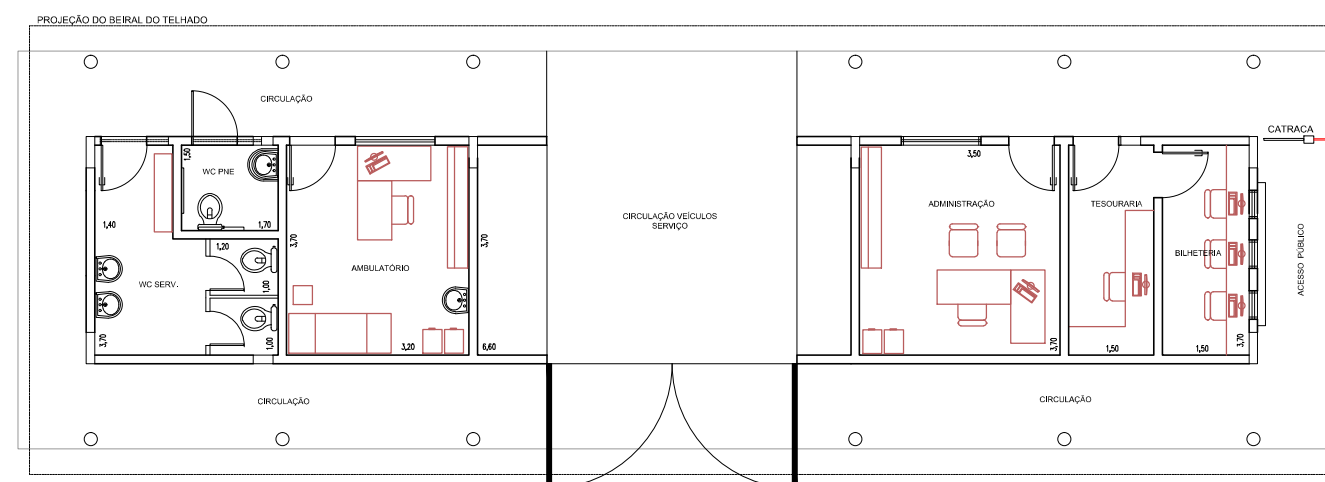 PROJEÇÃO DO BEIRAL DO TELHADO
CIRCULAÇÃO
CATRACA
1,50
WC PNE
1,70
1,40
1,20
WC SERV.
1,00
1,00
3,70
3,70
AMBULATÓRIO
3,20
3,70
6,60
CIRCULAÇÃO VEÍCULOS
SERVIÇO
3,50
ADMINISTRAÇÃO
3,70
TESOURARIA
1,50
BILHETERIA
1,50
3,70
ACESSO PÚBLICO
CIRCULAÇÃO
CIRCULAÇÃO